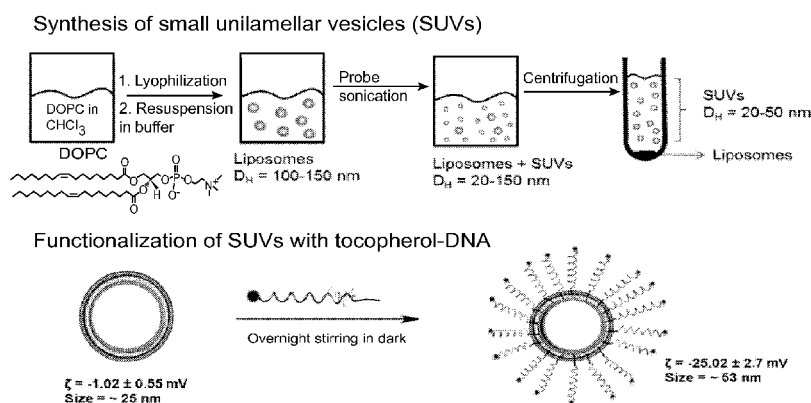 Synthesis of small unilamellar vesicles (SUVs)
DOPC in
CHCl3
DOPC
1. Lyophilization
2. Resuspension
in buffer
Liposomes
DH = 100-150 nm
Probe
sonication
Liposomes + SUVs
DH = 20-150 nm
Centrifugation
SUVs
DH = 20-50 nm
Liposomes
O
O
O
O
H
O
P
O
O-
O
N+
Functionalization of SUVs with tocopherol-DNA
ζ = -1.02 ± 0.55 mV
Size = ~ 25 nm
Overnight stirring in dark
ζ = -25.02 ± 2.7 mV
Size = ~ 53 nm